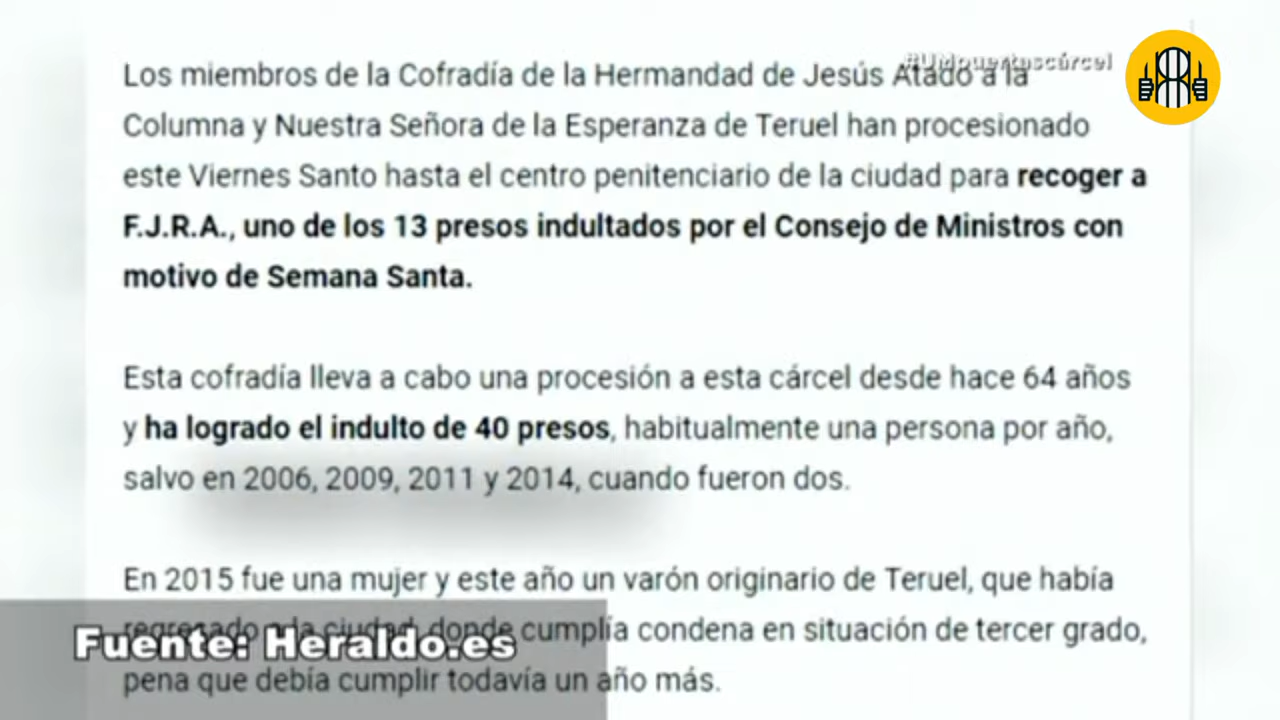 #UMpuertascárcel
Los miembros de la Cofradía de la Hermandad de Jesús Atado a la
Columna y Nuestra Señora de la Esperanza de Teruel han procesionado
este Viernes Santo hasta el centro penitenciario de la ciudad para recoger a
F.J.R.A., uno de los 13 presos indultados por el Consejo de Ministros con
motivo de Semana Santa.
Esta cofradía lleva a cabo una procesión a esta cárcel desde hace 64 años
y ha logrado el indulto de 40 presos, habitualmente una persona por año,
salvo en 2006, 2009, 2011 y 2014, cuando fueron dos.
En 2015 fue una mujer y este año un varón originario de Teruel, que había
regresado a la ciudad, donde cumplía condena en situación de tercer grado,
Fuente: Heraldo.es
pena que debía cumplir todavía un año más.